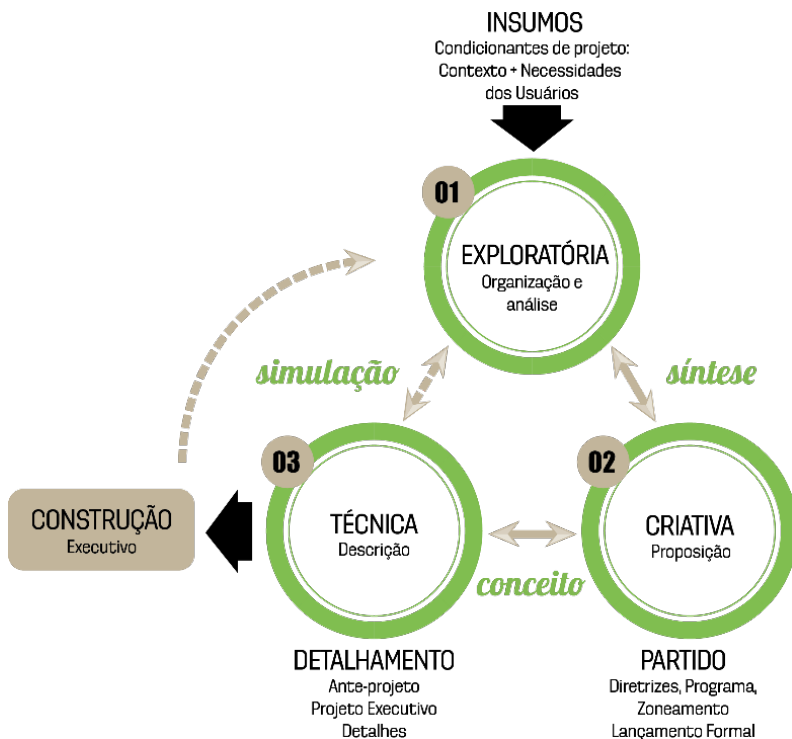 INSUMOS
Condicionantes de projeto:
Contexto + Necessidades
dos Usuários
01
EXPLORATÓRIA
Organização e
análise
simulação
síntese
03
02
CONSTRUÇÃO
Executivo
TÉCNICA
Descrição
CRIATIVA
Proposição
conceito
DETALHAMENTO
Ante-projeto
Projeto Executivo
Detalhes
PARTIDO
Diretrizes, Programa,
Zoneamento
Lançamento Formal